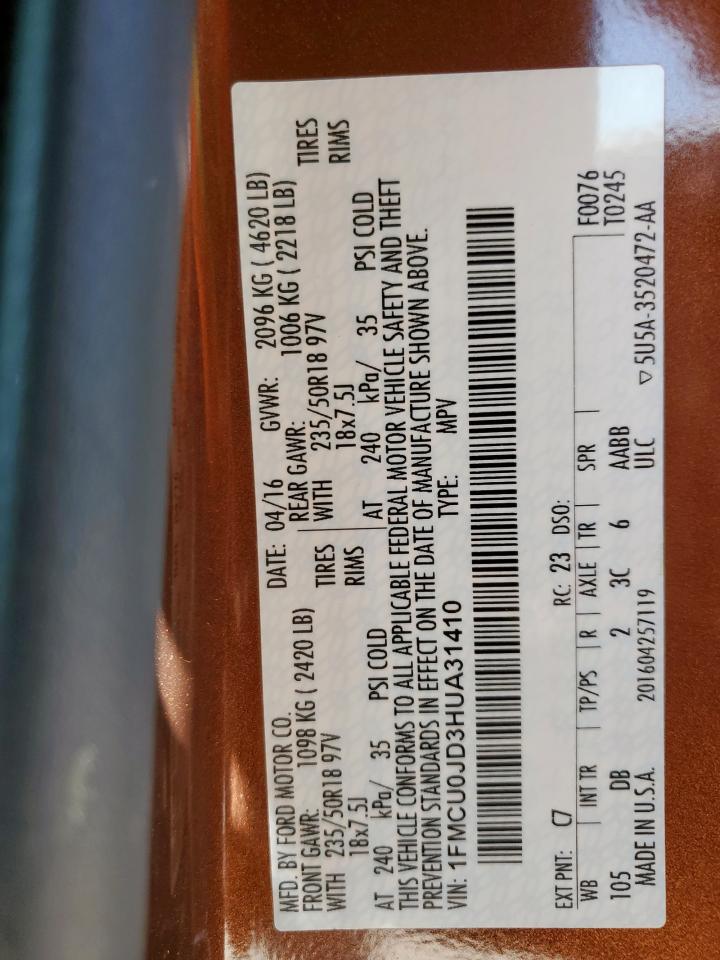 MFD. BY FORD MOTOR CO. DATE: 04/16 GVWR: 2096 KG ( 4620 LB)
FRONT GAWR: 1098 KG ( 2420 LB) REAR GAWR: 1006 KG ( 2218 LB)
WITH 235/50R18 97V TIRES WITH 235/50R18 97V TIRES
18x7.5J RIMS 18x7.5J RIMS
AT 240 kPa/ 35 PSI COLD AT 240 kPa/ 35 PSI COLD
THIS VEHICLE CONFORMS TO ALL APPLICABLE FEDERAL MOTOR VEHICLE SAFETY AND THEFT
PREVENTION STANDARDS IN EFFECT ON THE DATE OF MANUFACTURE SHOWN ABOVE.
VIN: 1FMCU0JD3HUA31410 TYPE: MPV
EXT PNT: C7 RC: 23 DSO:
WB INT TR TP/PS R AXLE TR SPR F0076
105 DB 2 3C 6 AABB T0245
MADE IN U.S.A. 201604257119 ULC ▽ 5U5A-3520472-AA